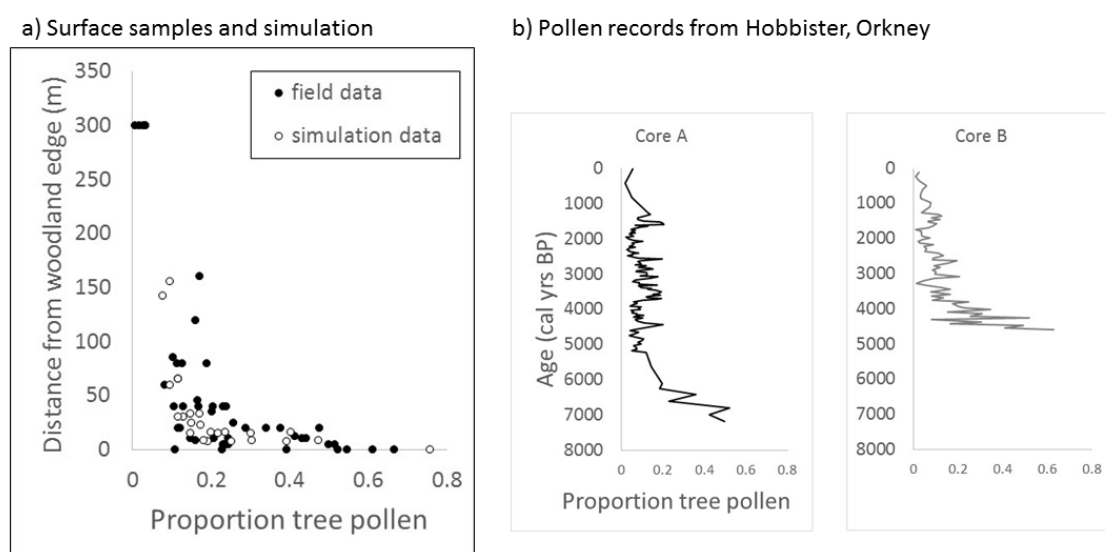 a) Surface samples and simulation
b) Pollen records from Hobbister, Orkney
350
300
250
200
150
100
50
0
Distance from woodland edge (m)
field data
simulation data
0 0.2 0.4 0.6 0.8
Proportion tree pollen
Core A
0
1000
2000
3000
4000
5000
6000
7000
8000
Age (cal yrs BP)
0 0.2 0.4 0.6 0.8
Proportion tree pollen
Core B
0
1000
2000
3000
4000
5000
6000
7000
8000
0 0.2 0.4 0.6 0.8